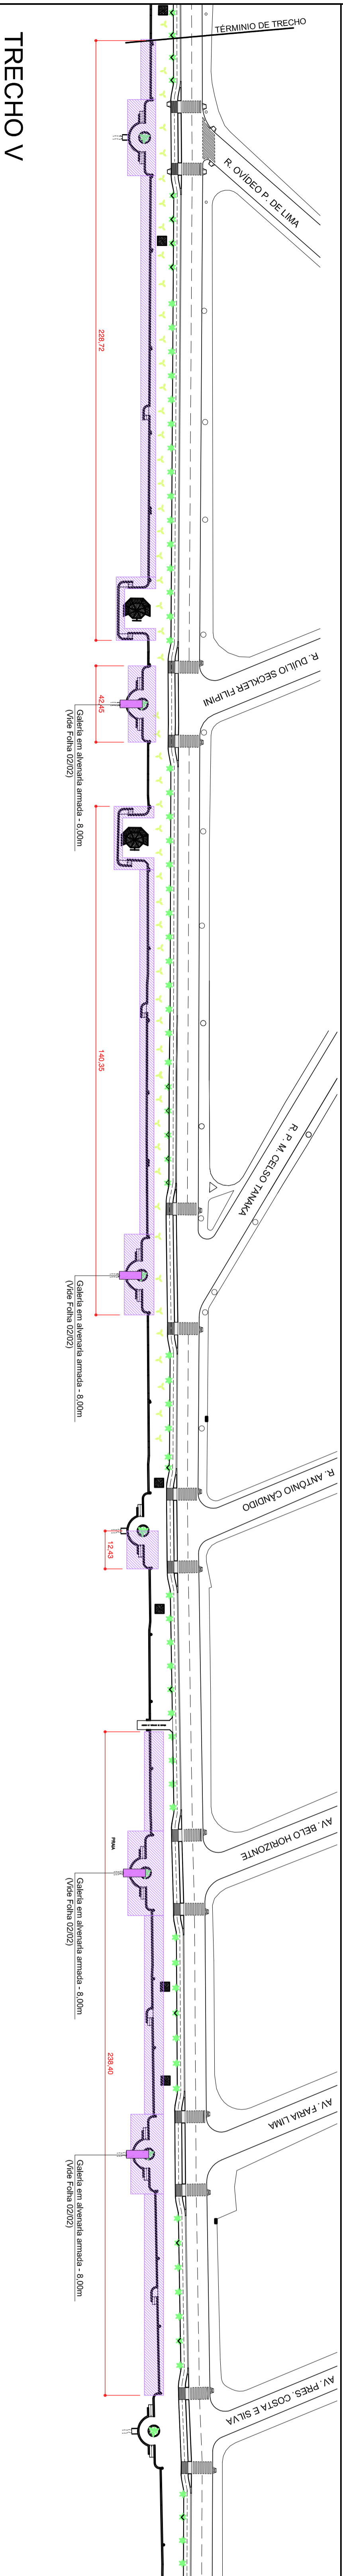 TÉRMINIO DE TRECHO
TRECHO V
R. OVÍDEO P. DE LIMA
228,72
R. DUÍLIO SECKLER FILIPINI
42,45
Galeria em alvenaria armada - 8,00m
(Vide Folha 02/02)
140,35
R. P. M. CELSO TANAKA
Galeria em alvenaria armada - 8,00m
(Vide Folha 02/02)
R. ANTÔNIO CÂNDIDO
12,43
AV. BELO HORIZONTE
PRAIA
Galeria em alvenaria armada - 8,00m
(Vide Folha 02/02)
238,40
AV. FARIA LIMA
Galeria em alvenaria armada - 8,00m
(Vide Folha 02/02)
AV. PRES. COSTA E SILVA